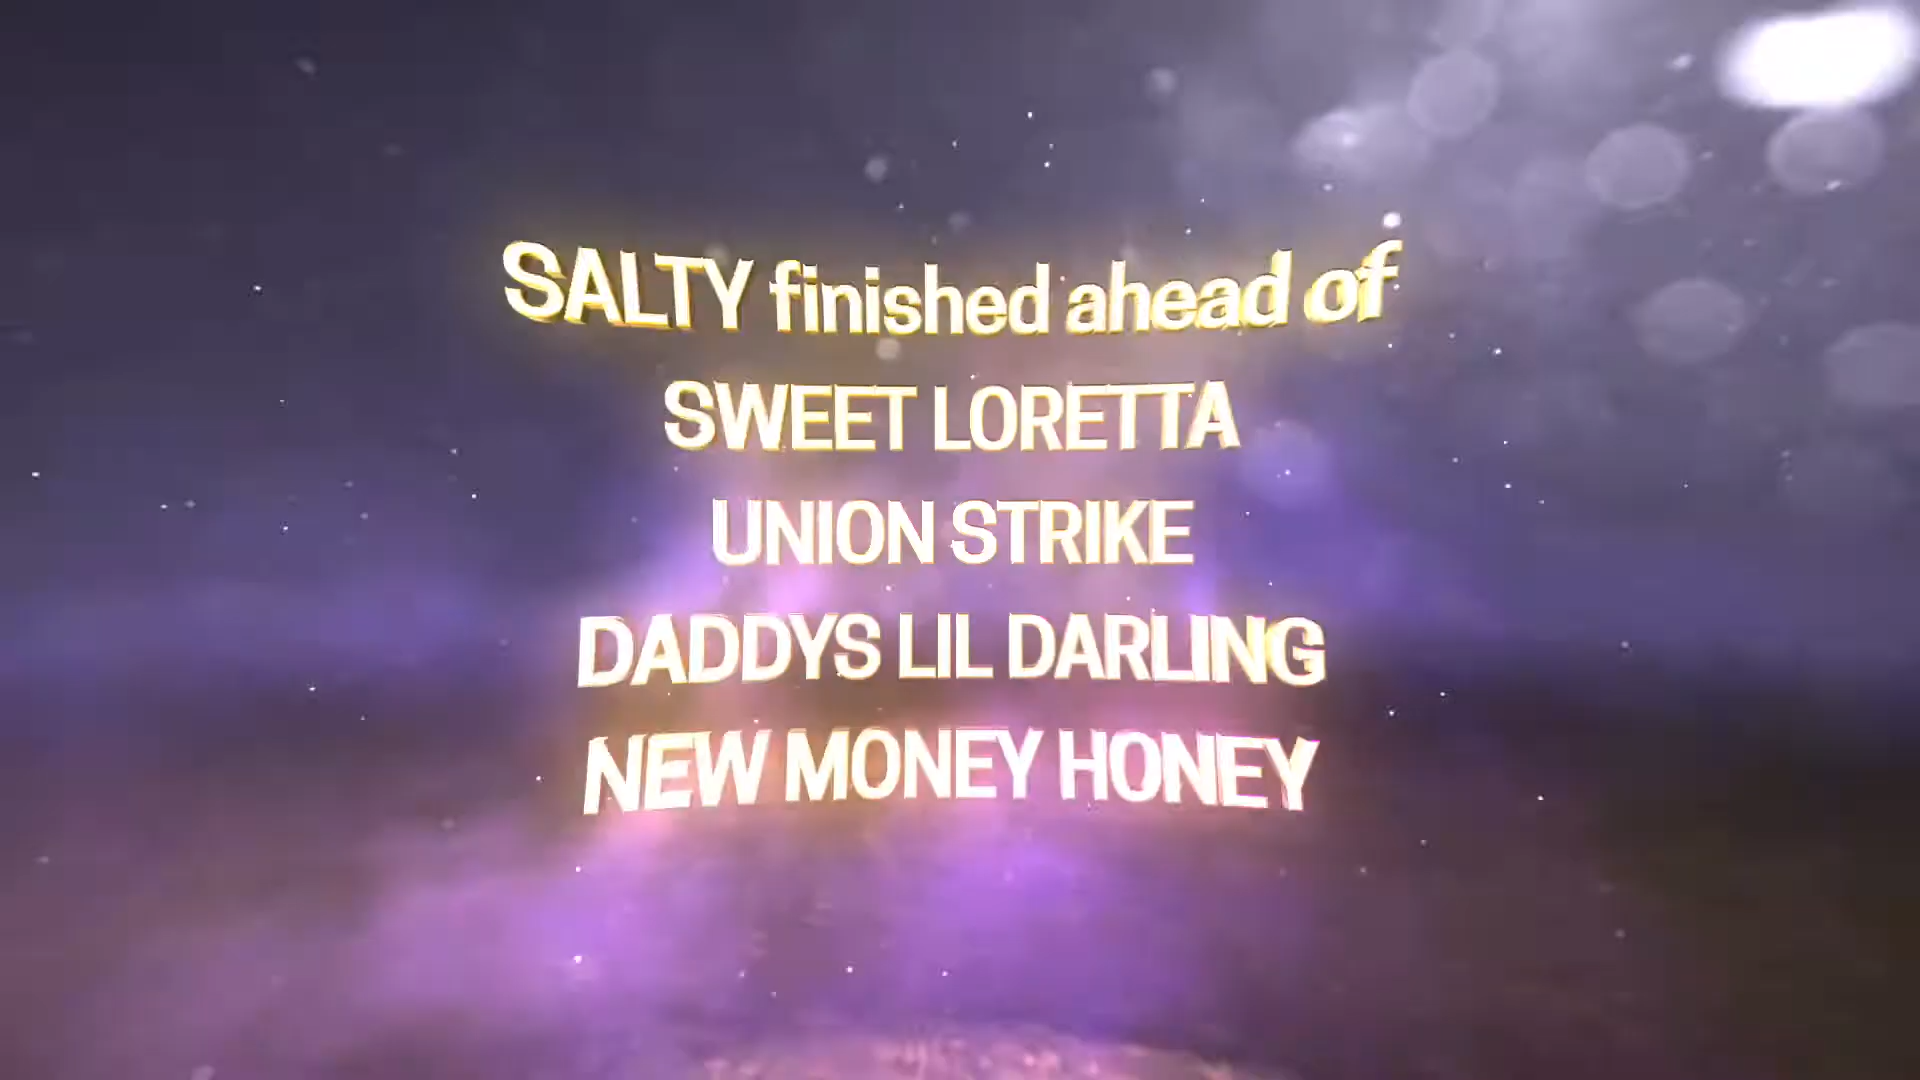 SALTY finished ahead of
SWEET LORETTA
UNION STRIKE
DADDYS LIL DARLING
NEW MONEY HONEY